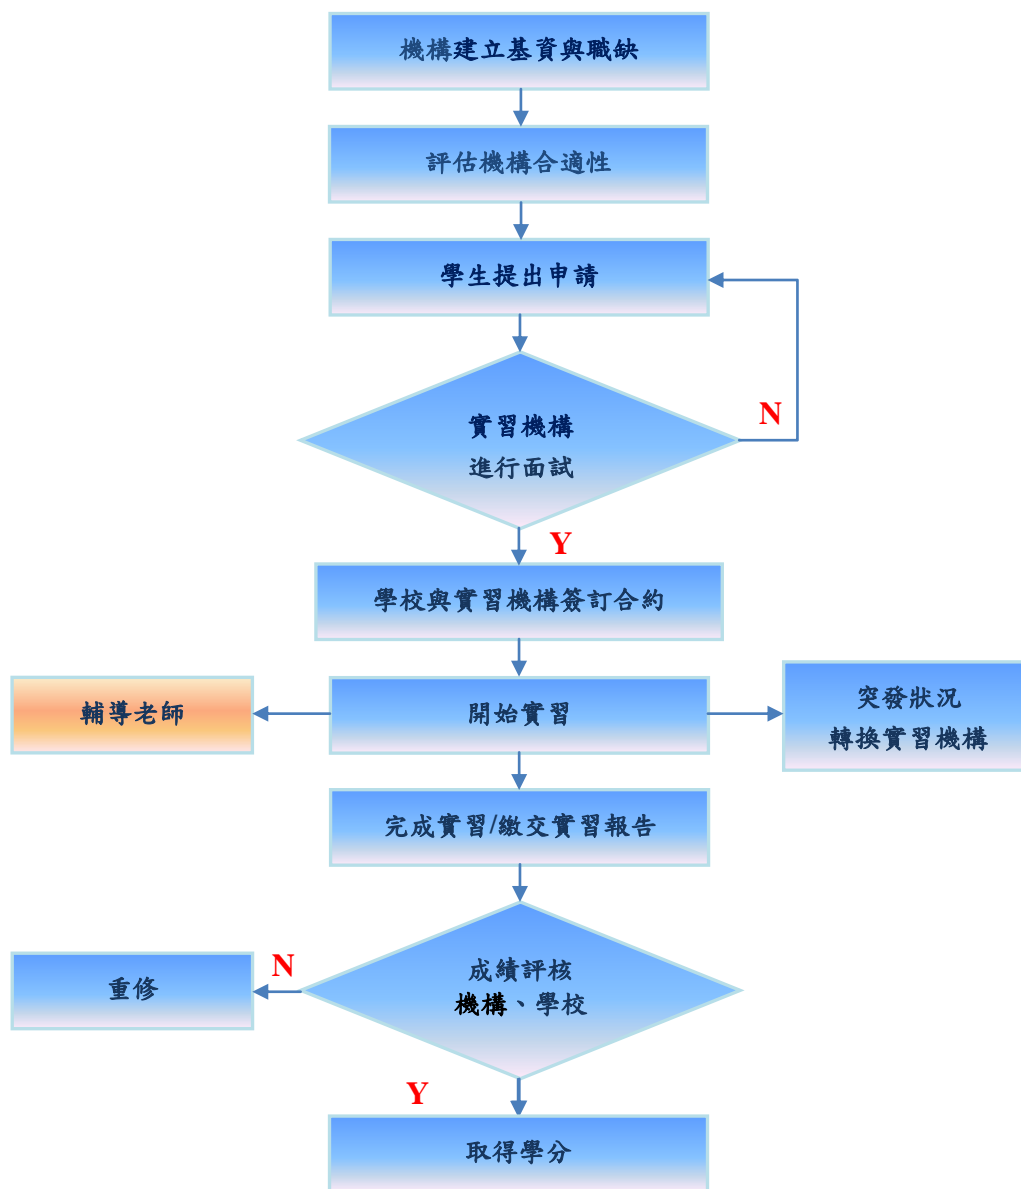 機構建立基資與職缺
評估機構合適性
學生提出申請
實習機構
進行面試
N
Y
學校與實習機構簽訂合約
輔導老師
開始實習
突發狀況
轉換實習機構
完成實習/繳交實習報告
成績評核
機構、學校
N
重修
Y
取得學分